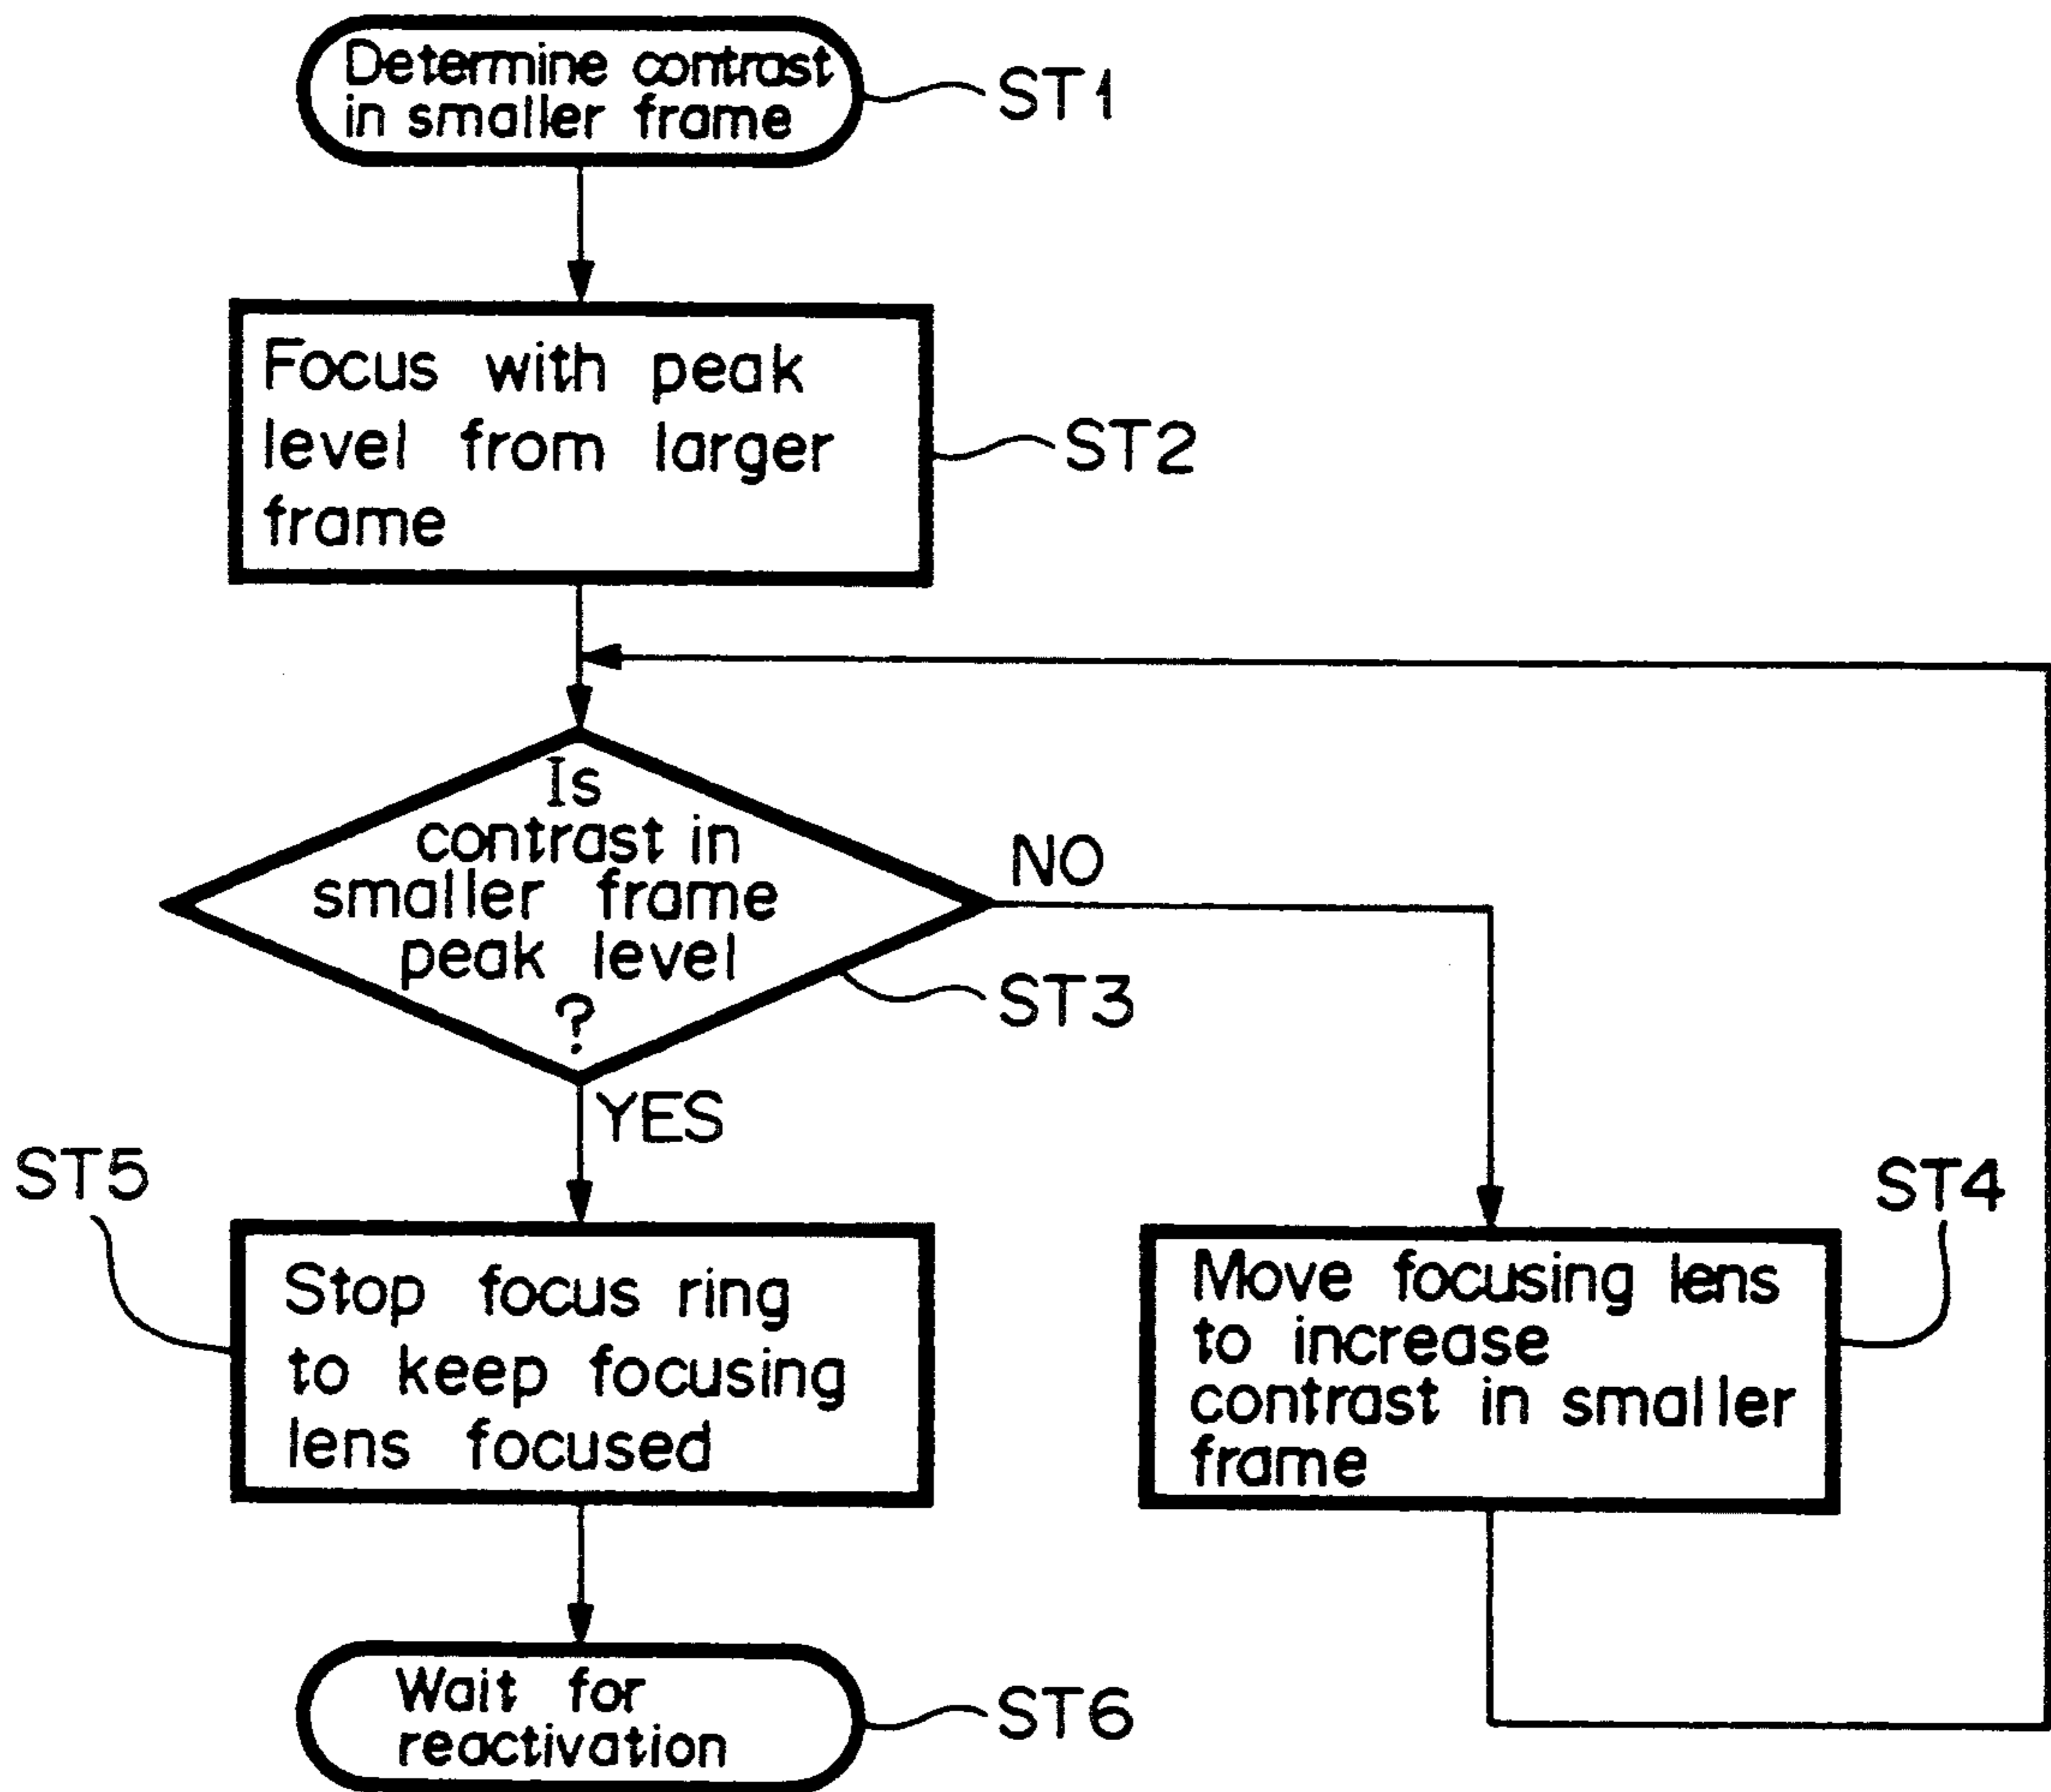 Determine contrast
in smaller frame
ST1
Focus with peak
level from larger
frame
ST2
Is
contrast in
smaller frame
peak level
?
NO
ST3
YES
ST5
Stop focus ring
to keep focusing
lens focused
ST4
Move focusing lens
to increase
contrast in smaller
frame
Wait for
reactivation
ST6